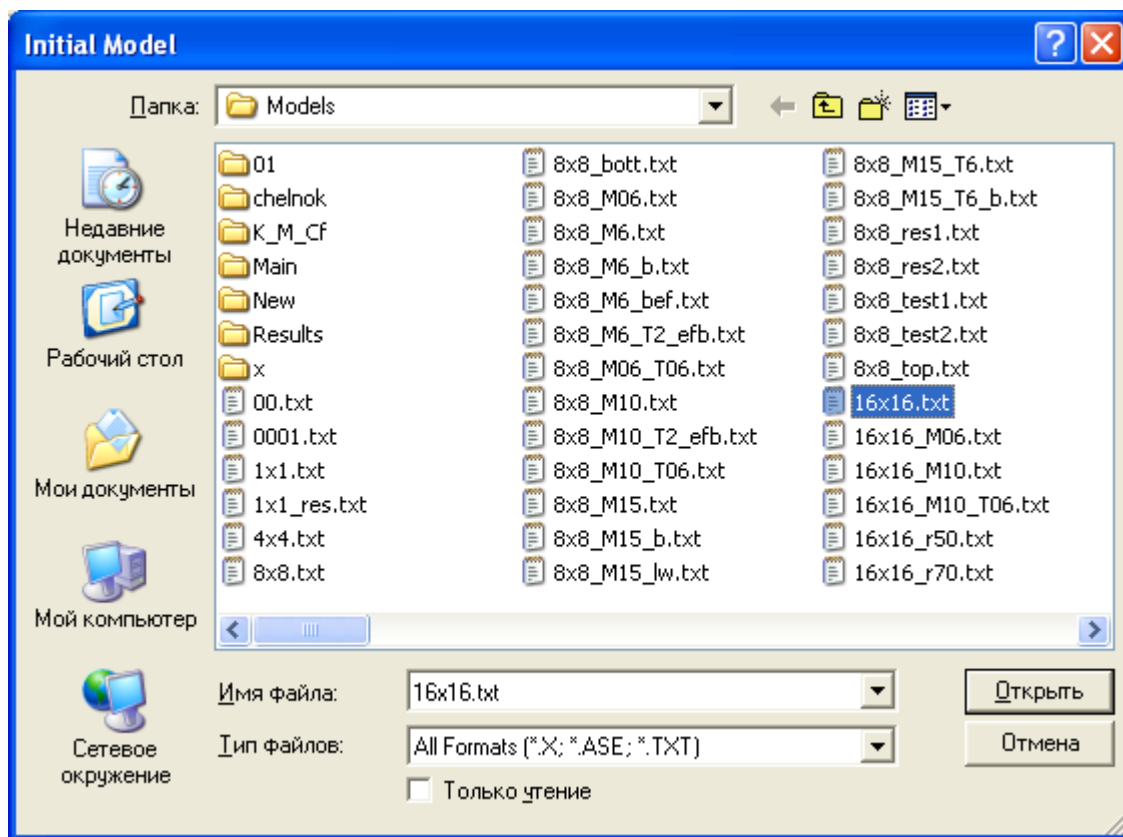 Initial Model
Папка:
Models
Недавние
документы
Рабочий стол
Мои документы
Мой компьютер
Сетевое
окружение
01
chelnok
K_M_Cf
Main
New
Results
x
00.txt
0001.txt
1x1.txt
1x1_res.txt
4x4.txt
8x8.txt
8x8_bott.txt
8x8_M06.txt
8x8_M6.txt
8x8_M6_b.txt
8x8_M6_bef.txt
8x8_M6_T2_efb.txt
8x8_M06_T06.txt
8x8_M10.txt
8x8_M10_T2_efb.txt
8x8_M10_T06.txt
8x8_M15.txt
8x8_M15_b.txt
8x8_M15_lw.txt
8x8_M15_T6.txt
8x8_M15_T6_b.txt
8x8_res1.txt
8x8_res2.txt
8x8_test1.txt
8x8_test2.txt
8x8_top.txt
16x16.txt
16x16_M06.txt
16x16_M10.txt
16x16_M10_T06.txt
16x16_r50.txt
16x16_r70.txt
Имя файла:
16x16.txt
Открыть
Тип файлов:
All Formats (*.X; *.ASE; *.TXT)
Отмена
Только чтение